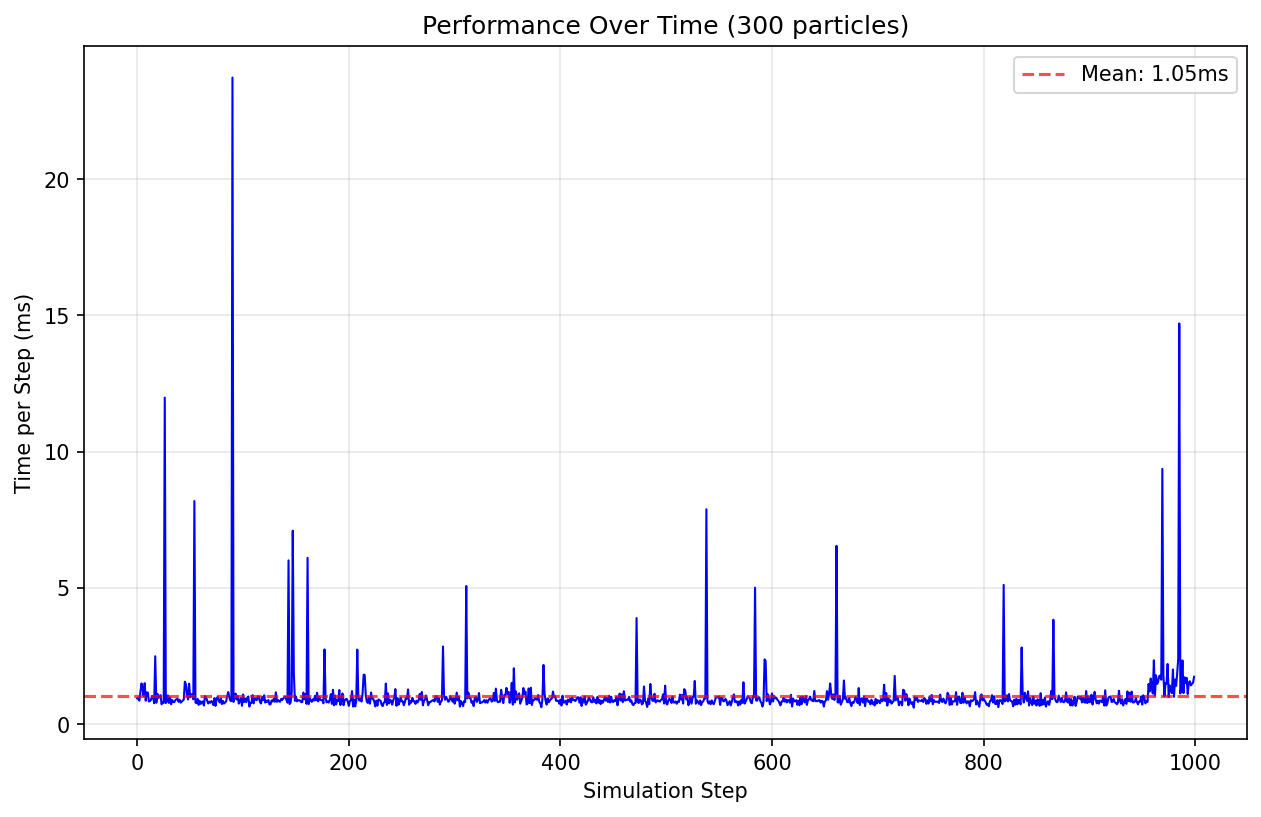 Performance Over Time (300 particles)
Mean: 1.05ms
Time per Step (ms)
20
15
10
5
0
0 200 400 600 800 1000
Simulation Step